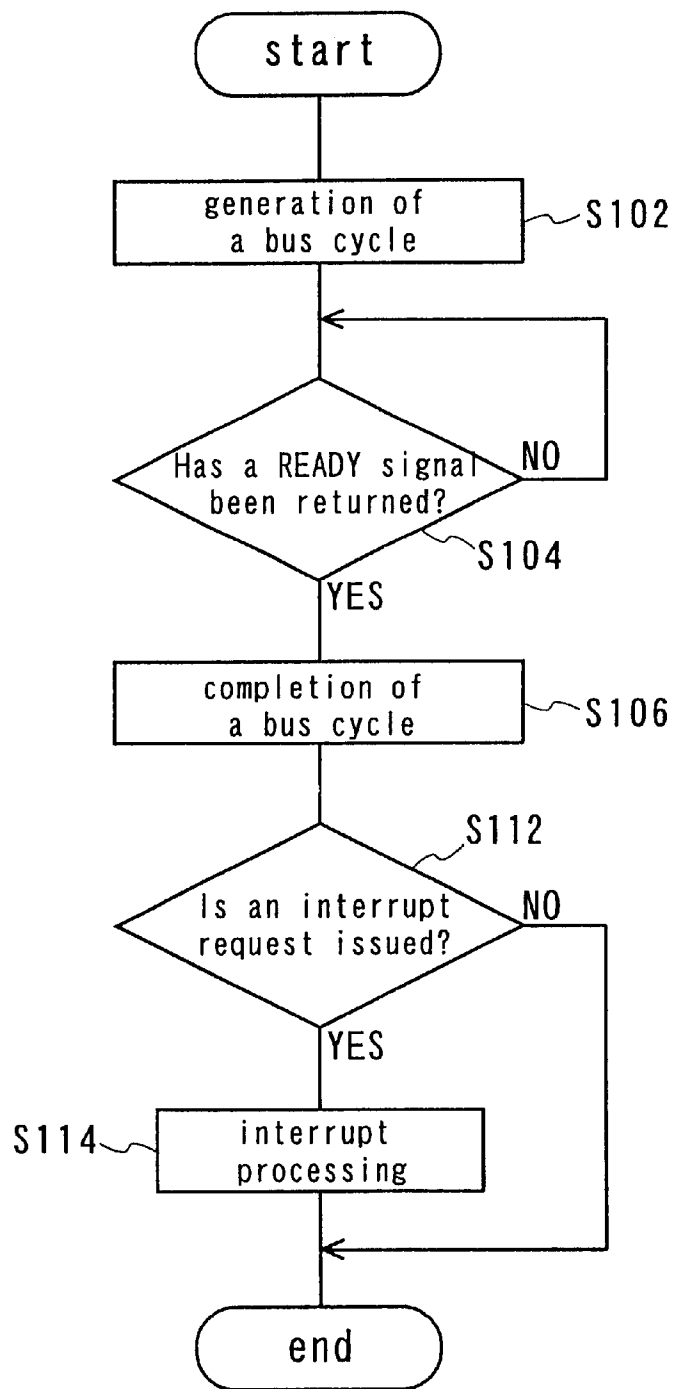 start
generation of
a bus cycle
S102
Has a READY signal
been returned?
NO
S104
YES
completion of
a bus cycle
S106
S112
Is an interrupt
request issued?
NO
YES
S114
interrupt
processing
end